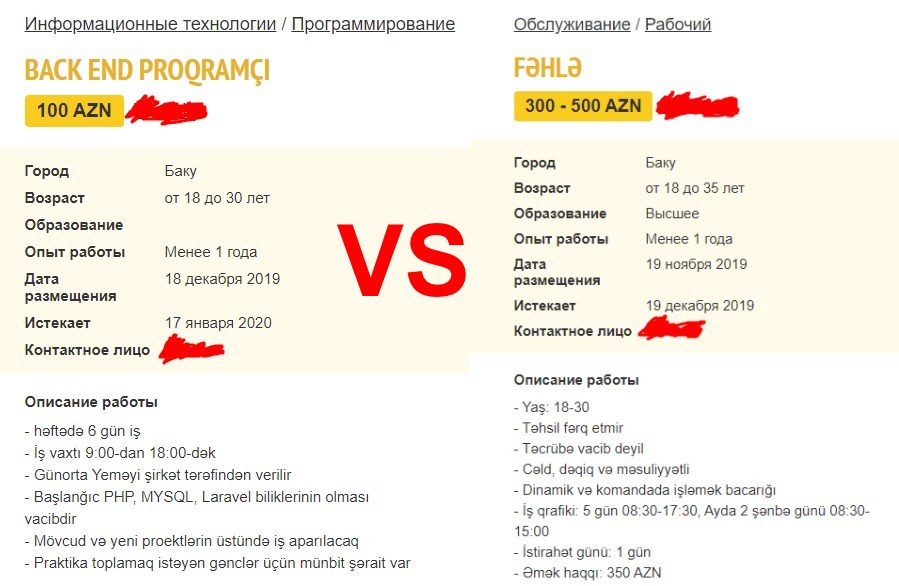 Информационные технологии / Программирование
BACK END PROQRAMÇI
100 AZN
Город Баку
Возраст от 18 до 30 лет
Образование
Опыт работы Менее 1 года
Дата 18 декабря 2019
размещения
Истекает 17 января 2020
Контактное лицо
Описание работы
- həftədə 6 gün iş
- İş vaxtı 9:00-dan 18:00-dək
- Günorta Yeməyi şirkət tərəfindən verilir
- Başlanğıc PHP, MYSQL, Laravel biliklerinin olması
vacibdir
- Mövcud və yeni proektlərin üstündə iş aparılacaq
- Praktika toplamaq istəyən gənclər üçün münbit şərait var
VS
Обслуживание / Рабочий
FƏHLƏ
300 - 500 AZN
Город Баку
Возраст от 18 до 35 лет
Образование Высшее
Опыт работы Менее 1 года
Дата 19 ноября 2019
размещения
Истекает 19 декабря 2019
Контактное лицо
Описание работы
- Yaş: 18-30
- Təhsil fərq etmir
- Təcrübə vacib deyil
- Cəld, dəqiq və məsuliyyətli
- Dinamik və komandada işləmək bacarığı
- İş qrafiki: 5 gün 08:30-17:30, Ayda 2 şənbə günü 08:30-
15:00
- İstirahət günü: 1 gün
- Əmək haqqı: 350 AZN